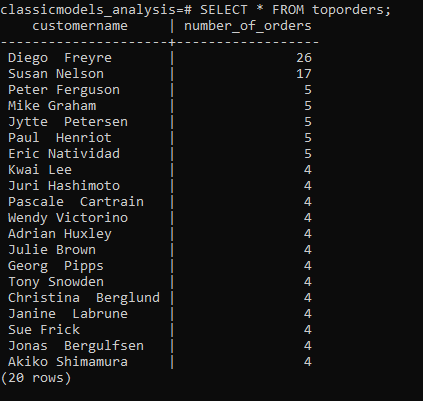 classicmodels_analysis=# SELECT * FROM toporders;
    customername     | number_of_orders
---------------------+------------------
 Diego  Freyre       |               26
 Susan Nelson        |               17
 Peter Ferguson      |                5
 Mike Graham         |                5
 Jytte  Petersen     |                5
 Paul  Henriot       |                5
 Eric Natividad      |                5
 Kwai Lee            |                4
 Juri Hashimoto      |                4
 Pascale  Cartrain   |                4
 Wendy Victorino     |                4
 Adrian Huxley       |                4
 Julie Brown         |                4
 Georg  Pipps        |                4
 Tony Snowden        |                4
 Christina  Berglund |                4
 Janine  Labrune     |                4
 Sue Frick           |                4
 Jonas  Bergulfsen   |                4
 Akiko Shimamura     |                4
(20 rows)